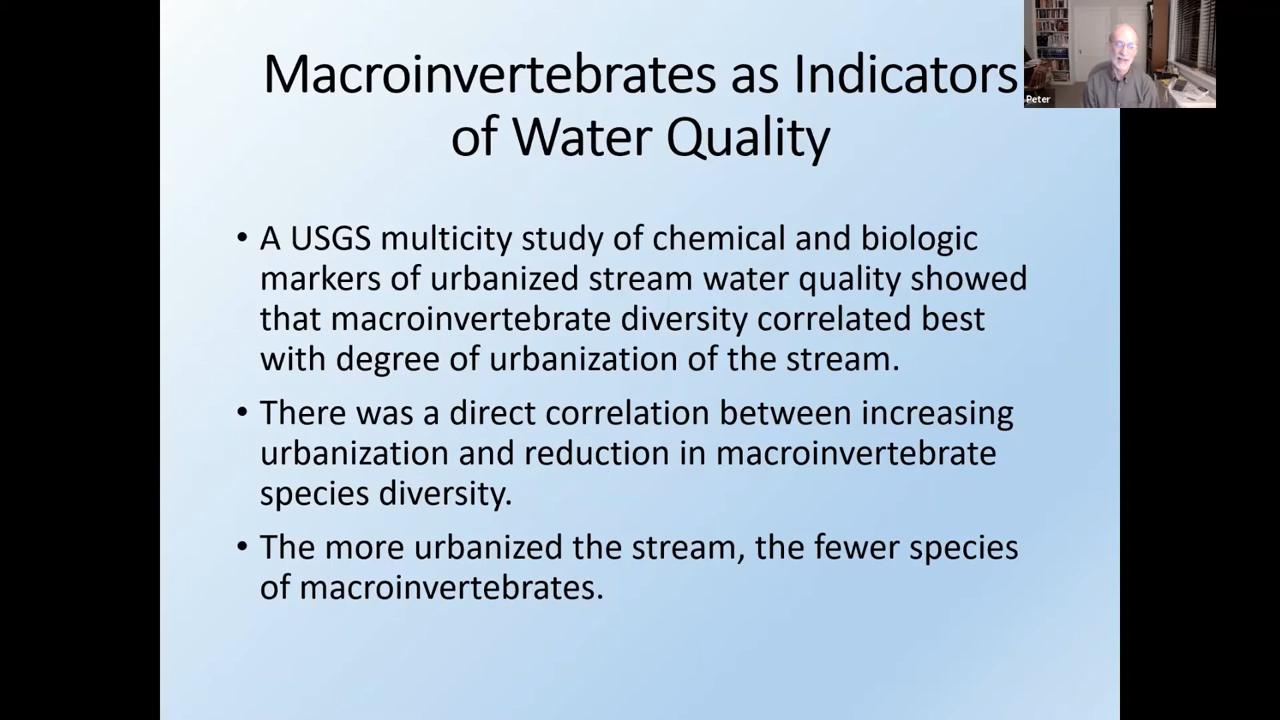 Macroinvertebrates as Indicators
of Water Quality
Peter
• A USGS multicity study of chemical and biologic
markers of urbanized stream water quality showed
that macroinvertebrate diversity correlated best
with degree of urbanization of the stream.
• There was a direct correlation between increasing
urbanization and reduction in macroinvertebrate
species diversity.
• The more urbanized the stream, the fewer species
of macroinvertebrates.